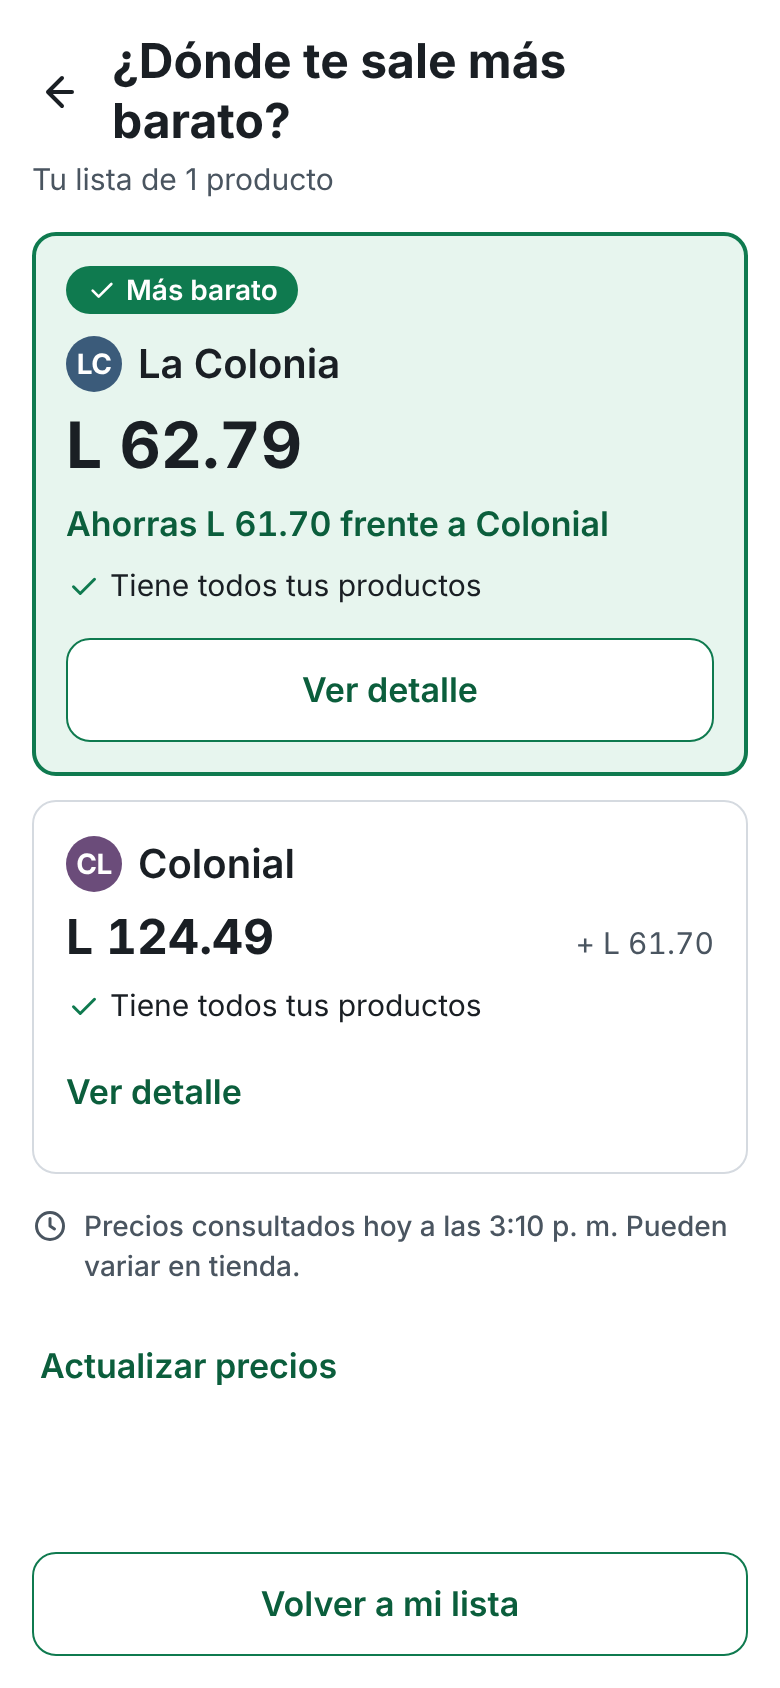 ¿Dónde te sale más
barato?
Tu lista de 1 producto
Más barato
LC La Colonia
L 62.79
Ahorras L 61.70 frente a Colonial
Tiene todos tus productos
Ver detalle
CL Colonial
L 124.49 + L 61.70
Tiene todos tus productos
Ver detalle
Precios consultados hoy a las 3:10 p. m. Pueden
variar en tienda.
Actualizar precios
Volver a mi lista